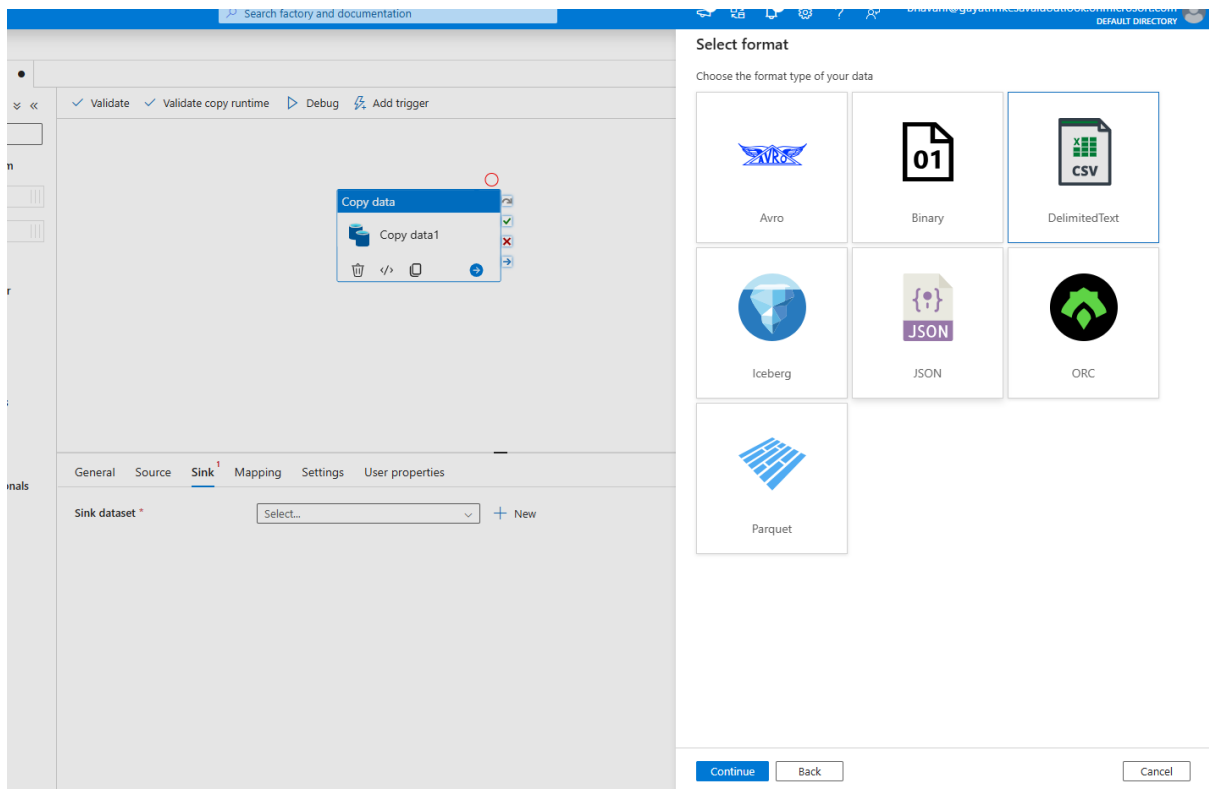 Search factory and documentation
DEFAULT DIRECTORY
Select format
Choose the format type of your data
Validate
Validate copy runtime
Debug
Add trigger
m
r
onals
Copy data
Copy data1
General
Source
Sink
1
Mapping
Settings
User properties
Sink dataset *
Select...
New
AVRO
Avro
01
Binary
X
CSV
DelimitedText
Iceberg
{ }
JSON
JSON
ORC
Parquet
Continue
Back
Cancel